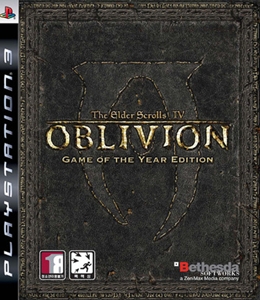 PLAYSTATION 3
The Elder Scrolls IV
OBLIVION
GAME OF THE YEAR EDITION
Bethesda
SOFTWORKS
a ZeniMax Media company